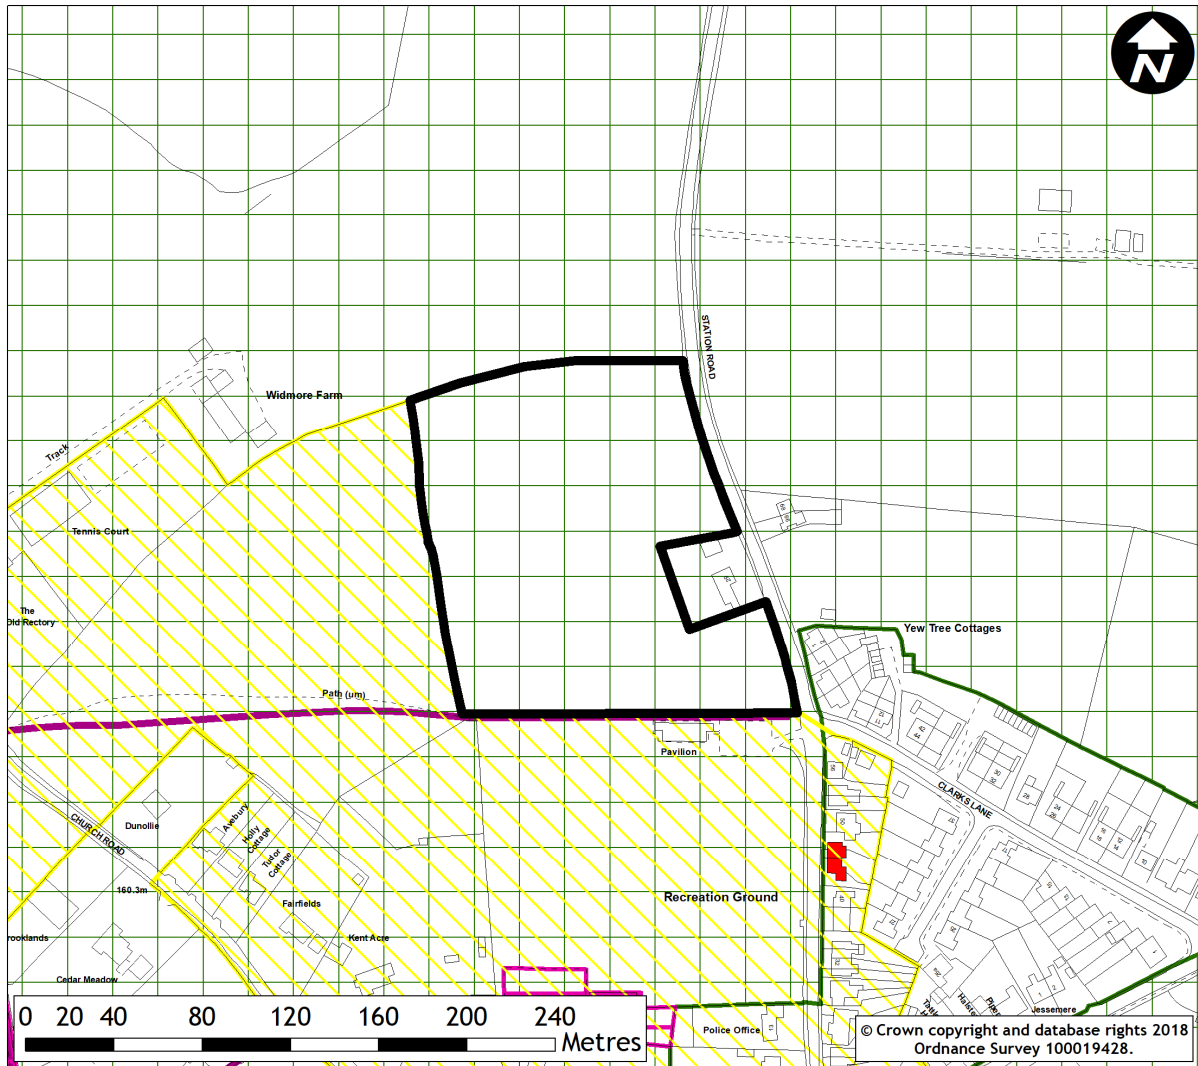 N
STATION ROAD
Widmore Farm
Track
Tennis Court
The
Old Rectory
Yew Tree Cottages
Path (um)
Pavilion
CLARKS LANE
CHURCH ROAD
Dunollie
Avebury
Holly
Cottage
Tudor
Cottage
160.3m
Fairfields
Recreation Ground
rooklands
Kent Acre
Cedar Meadow
Jessemere
Police Office
0 20 40 80 120 160 200 240
Metres
© Crown copyright and database rights 2018
Ordnance Survey 100019428.